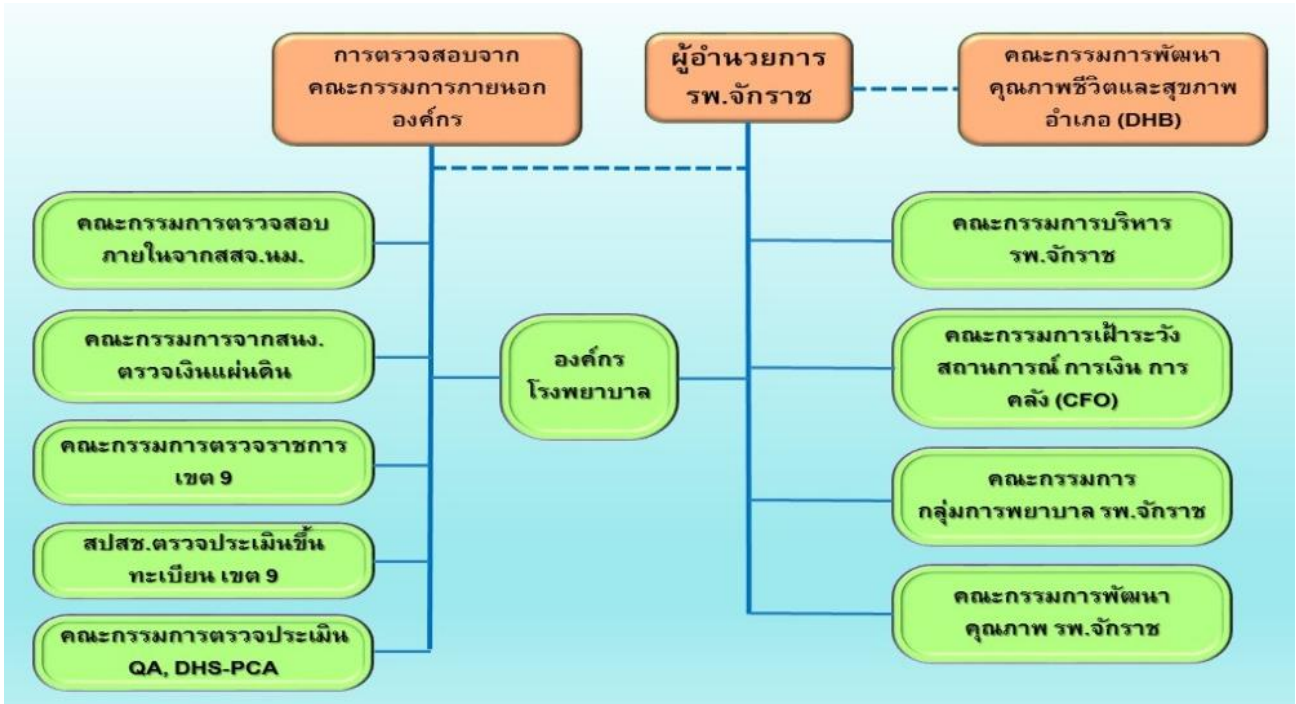 การตรวจสอบจาก
คณะกรรมการภายนอก
องค์กร
ผู้อำนวยการ
รพ.จักราช
คณะกรรมการพัฒนา
คุณภาพชีวิตและสุขภาพ
อำเภอ (DHB)
คณะกรรมการตรวจสอบ
ภายในจากสสจ.นม.
คณะกรรมการจากสนง.
ตรวจเงินแผ่นดิน
คณะกรรมการตรวจราชการ
เขต 9
สปสช.ตรวจประเมินขึ้น
ทะเบียน เขต 9
คณะกรรมการตรวจประเมิน
QA, DHS-PCA
องค์กร
โรงพยาบาล
คณะกรรมการบริหาร
รพ.จักราช
คณะกรรมการเฝ้าระวัง
สถานการณ์ การเงิน การ
คลัง (CFO)
คณะกรรมการ
กลุ่มการพยาบาล รพ.จักราช
คณะกรรมการพัฒนา
คุณภาพ รพ.จักราช